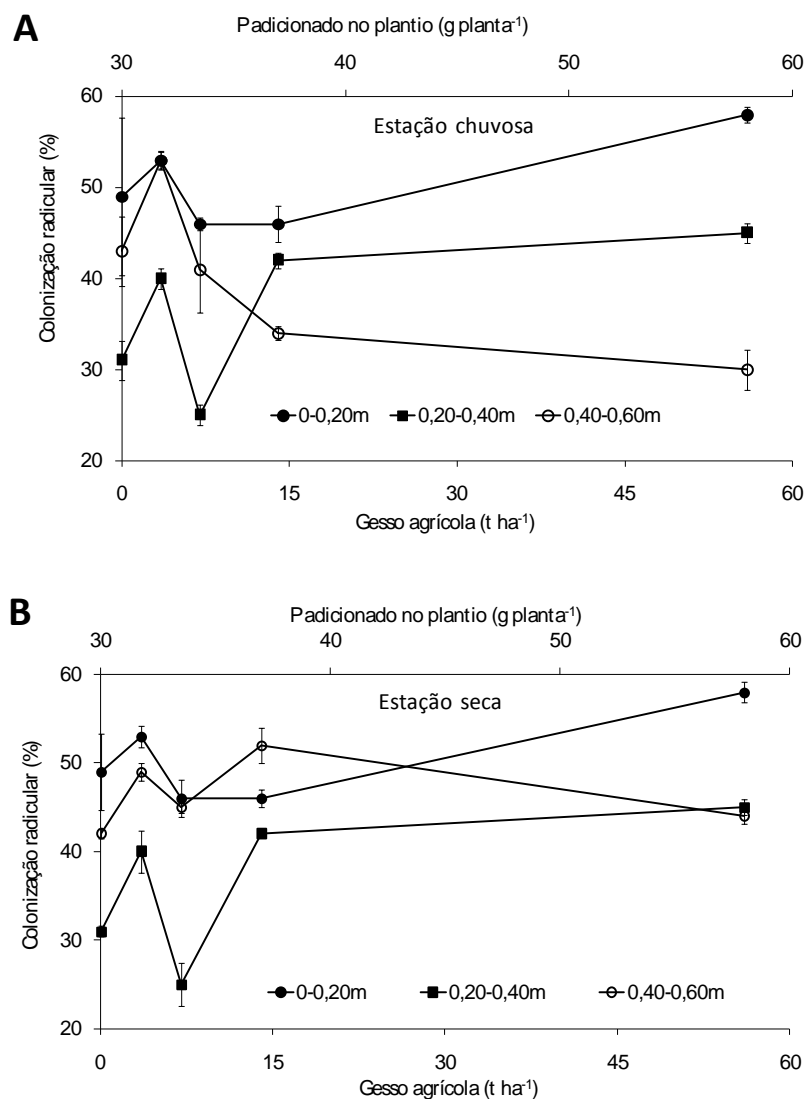 A
Padicionado no plantio (g planta-1)
30 40 50 60
60
50
40
30
20
Colonização radicular (%)
Estação chuvosa
0-0,20m 0,20-0,40m 0,40-0,60m
0 15 30 45 60
Gesso agrícola (t ha-1)
B
Padicionado no plantio (g planta-1)
30 40 50 60
60
50
40
30
20
Colonização radicular (%)
Estação seca
0-0,20m 0,20-0,40m 0,40-0,60m
0 15 30 45 60
Gesso agrícola (t ha-1)